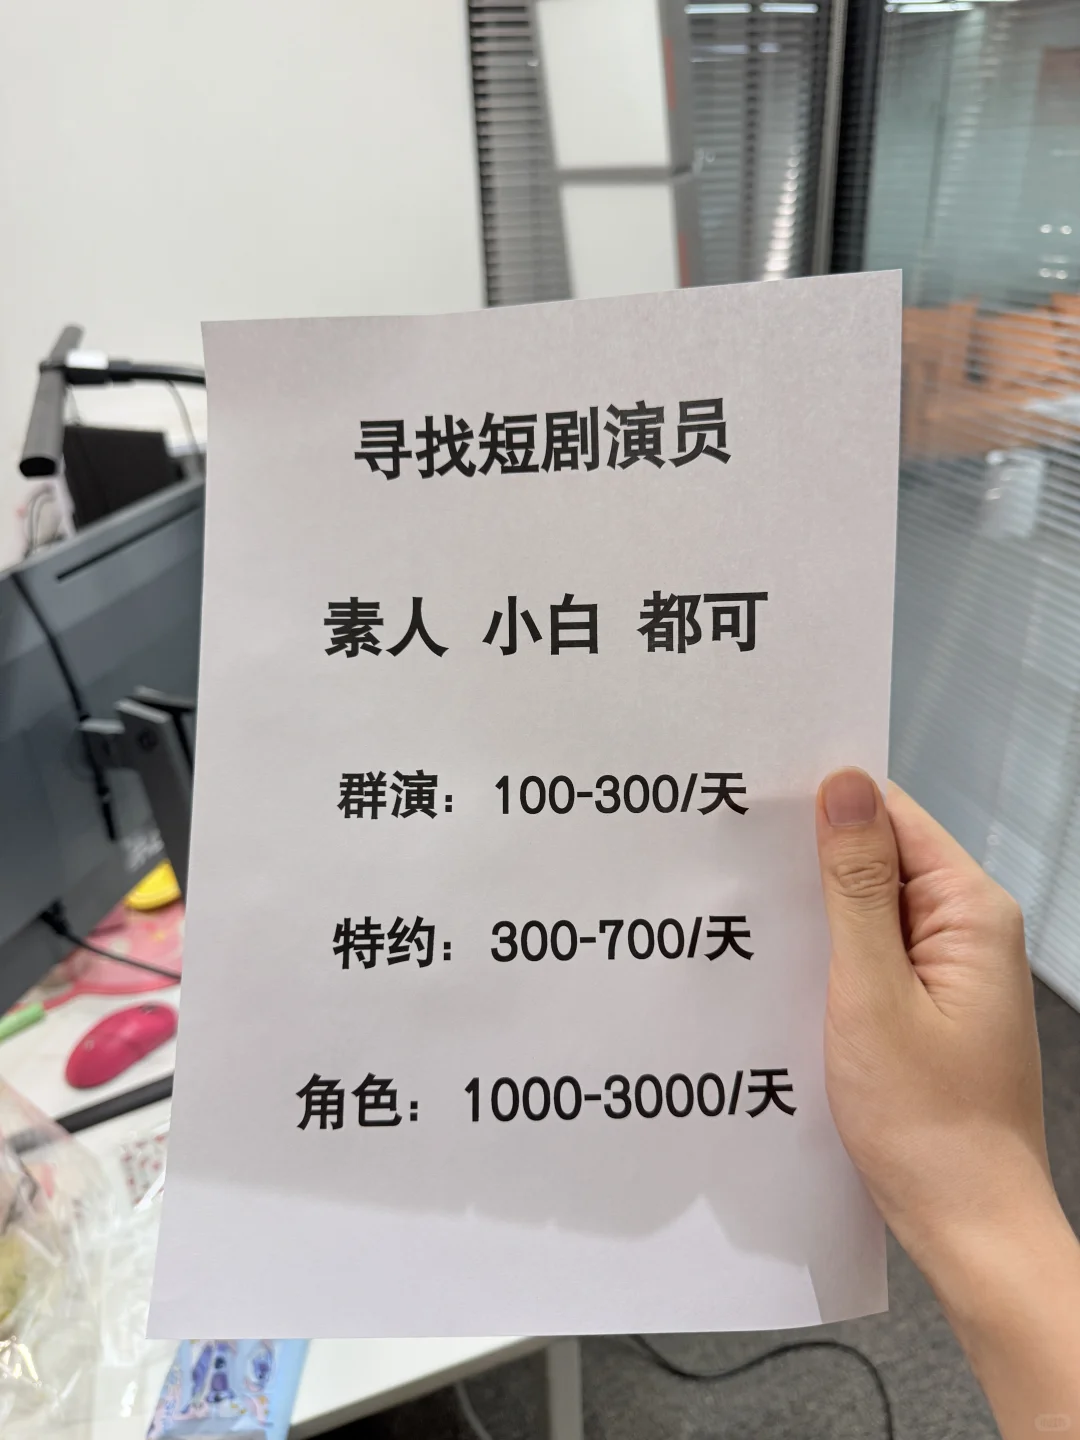 寻找短剧演员
素人 小白 都可
群演：100-300/天
特约：300-700/天
角色：1000-3000/天